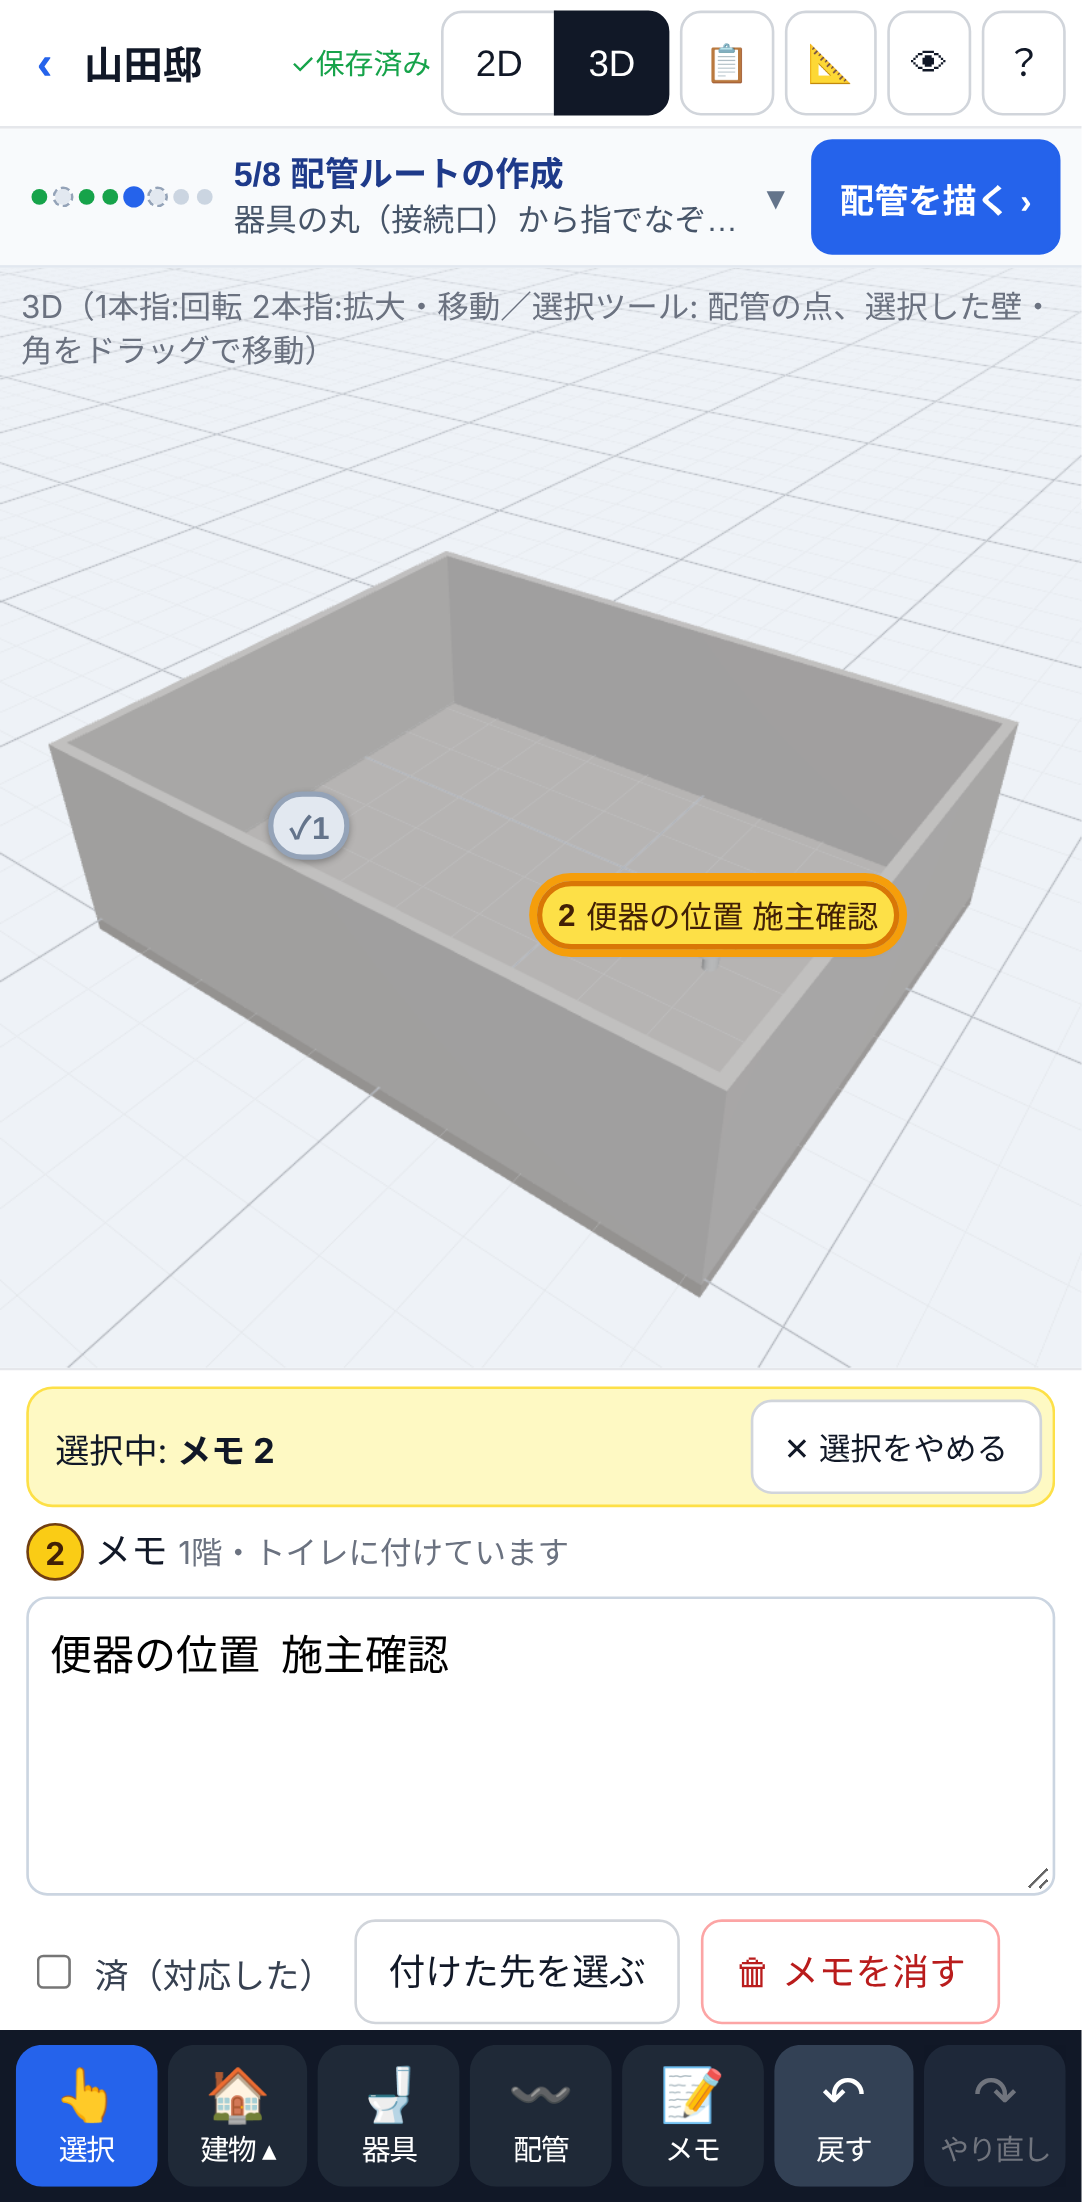 ‹ 山田邸 ✓保存済み 2D 3D ?
5/8 配管ルートの作成
器具の丸（接続口）から指でなぞ… ▼ 配管を描く ›
3D（1本指:回転 2本指:拡大・移動／選択ツール: 配管の点、選択した壁・
角をドラッグで移動）
✓1
2 便器の位置 施主確認
選択中: メモ 2 ✕ 選択をやめる
2 メモ 1階・トイレに付けています
便器の位置 施主確認
済（対応した） 付けた先を選ぶ 🗑 メモを消す
選択 建物▲ 器具 配管 メモ 戻す やり直し